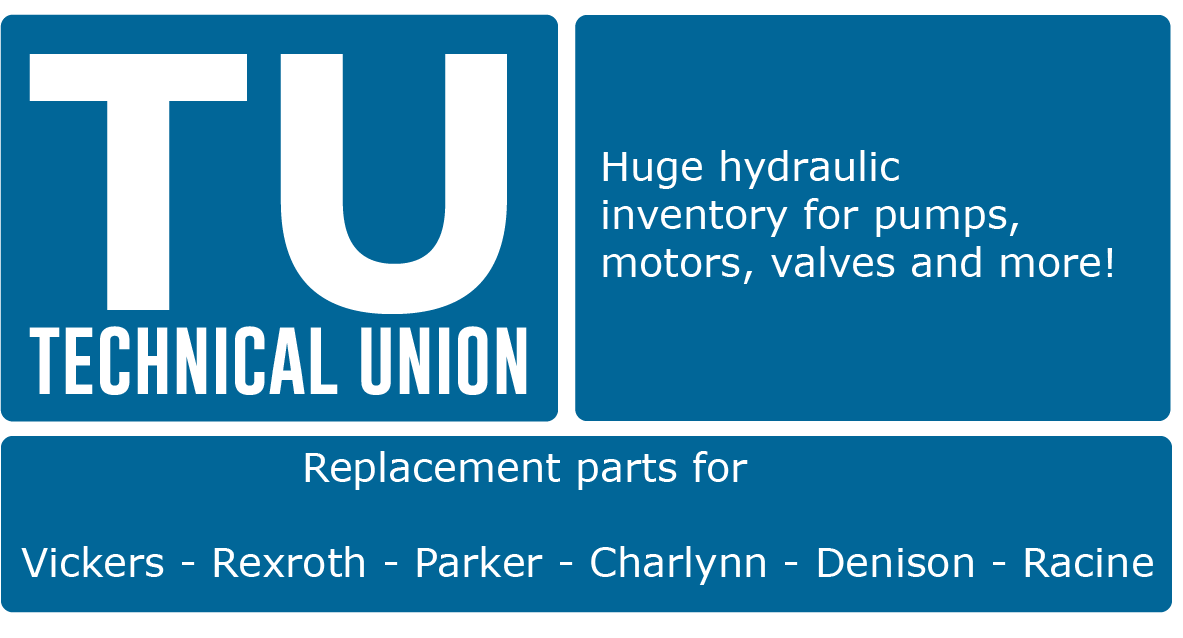 TU
TECHNICAL UNION
Huge hydraulic
inventory for pumps,
motors, valves and more!
Replacement parts for
Vickers - Rexroth - Parker - Charlynn - Denison - Racine